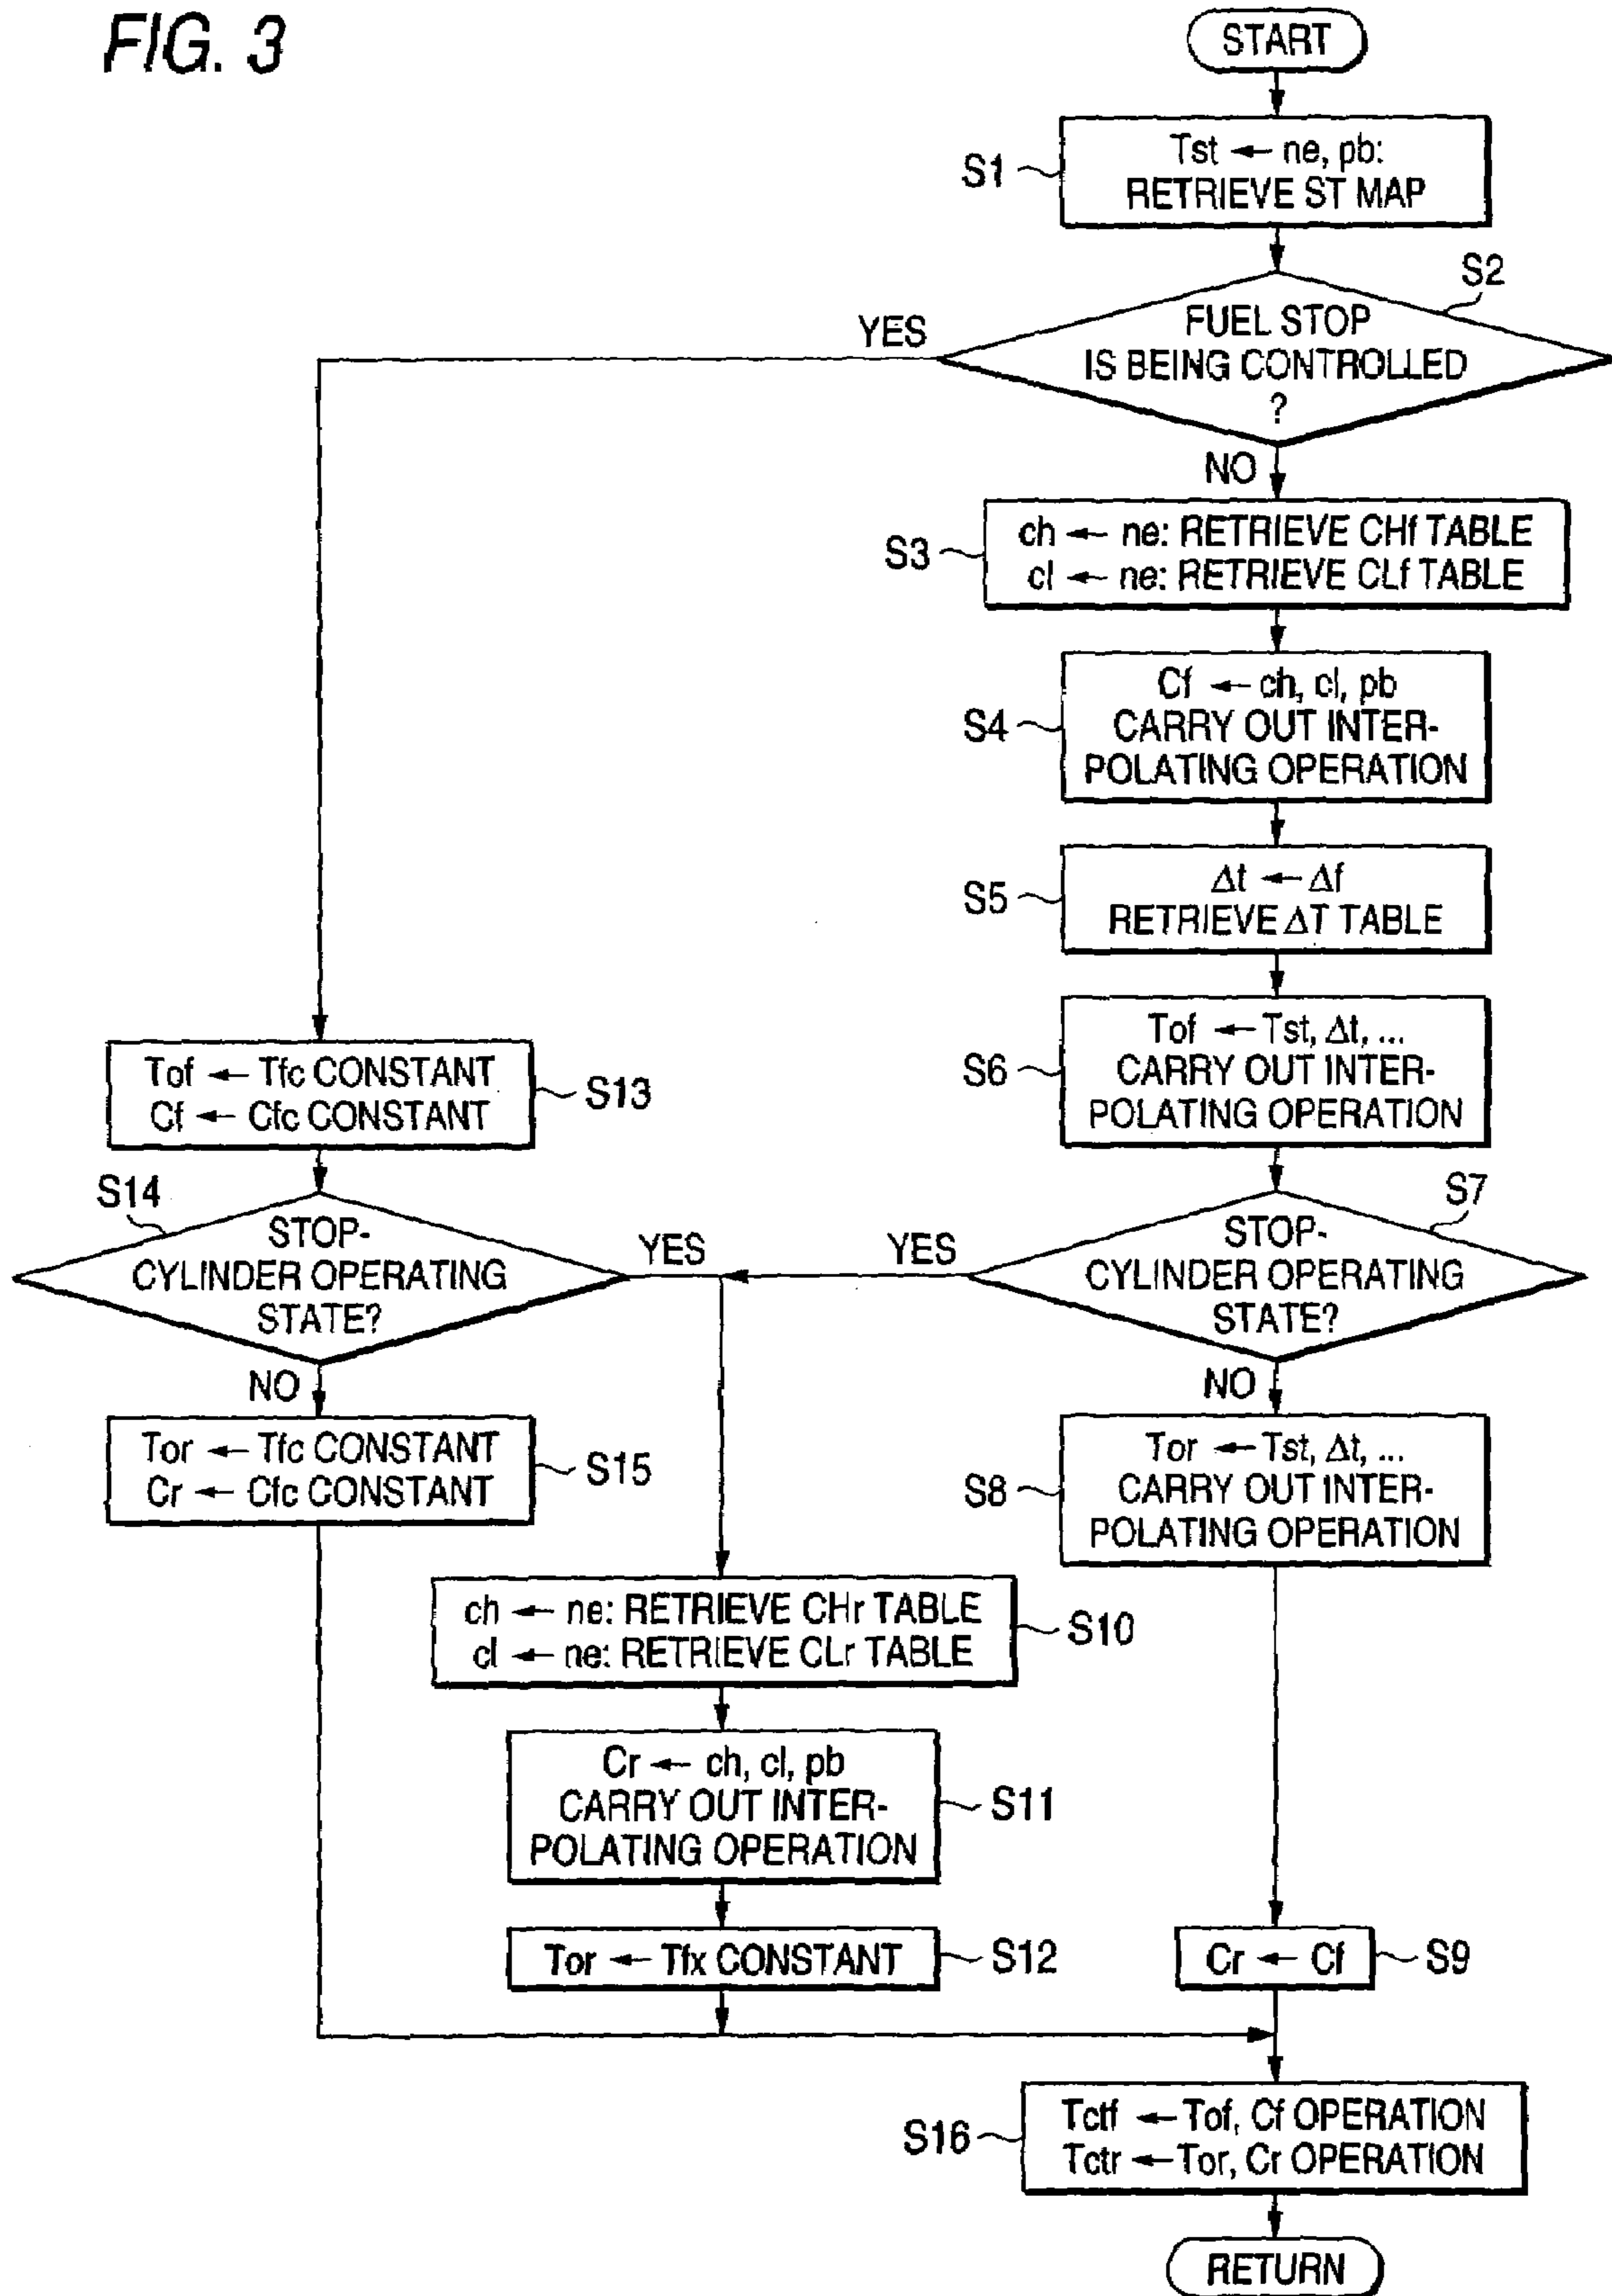 FIG. 3
START
S1
Tst ← ne, pb:
RETRIEVE ST MAP
S2
FUEL STOP
IS BEING CONTROLLED
?
YES
NO
S3
ch ← ne: RETRIEVE CHf TABLE
cl ← ne: RETRIEVE CLf TABLE
S4
Cf ← ch, cl, pb
CARRY OUT INTER-
POLATING OPERATION
S5
Δt ← Δf
RETRIEVE ΔT TABLE
S6
Tof ← Tst, Δt, ...
CARRY OUT INTER-
POLATING OPERATION
Tof ← Tfc CONSTANT
Cf ← Cfc CONSTANT
S13
S14
STOP-
CYLINDER OPERATING
STATE?
YES
NO
S7
STOP-
CYLINDER OPERATING
STATE?
YES
NO
Tor ← Tfc CONSTANT
Cr ← Cfc CONSTANT
S15
S8
Tor ← Tst, Δt, ...
CARRY OUT INTER-
POLATING OPERATION
ch ← ne: RETRIEVE CHr TABLE
cl ← ne: RETRIEVE CLr TABLE
S10
Cr ← ch, cl, pb
CARRY OUT INTER-
POLATING OPERATION
S11
Tor ← Tfx CONSTANT
S12
Cr ← Cf
S9
S16
Tctf ← Tof, Cf OPERATION
Tctr ← Tor, Cr OPERATION
RETURN